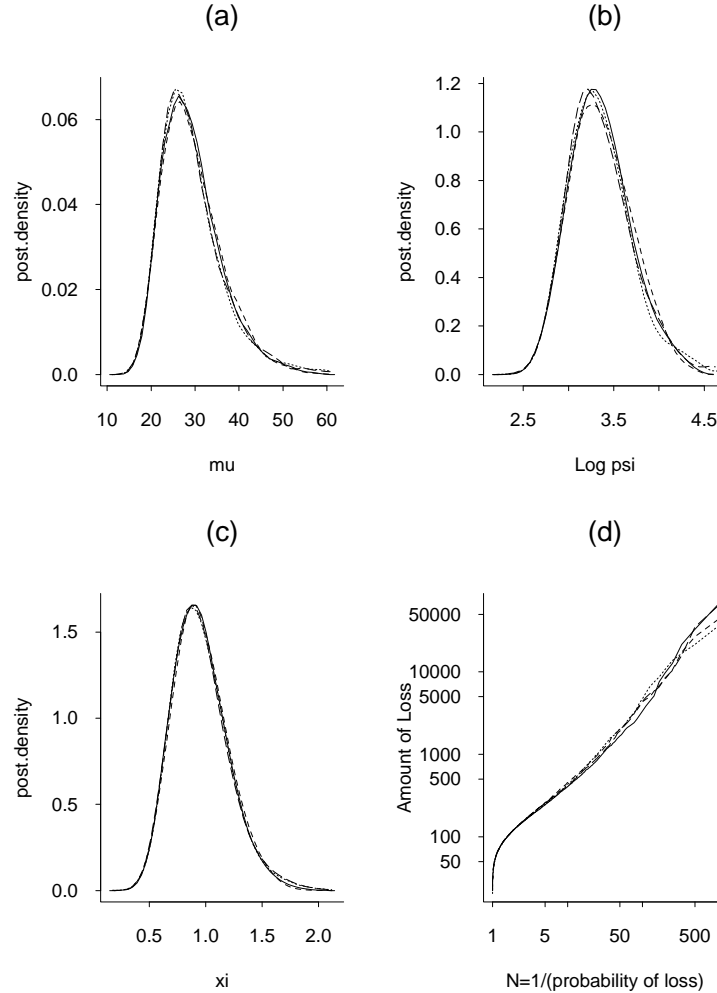 (a)
post.density
0.06
0.04
0.02
0.0
10 20 30 40 50 60
mu
(b)
post.density
1.2
1.0
0.8
0.6
0.4
0.2
0.0
2.5 3.5 4.5
Log psi
(c)
post.density
1.5
1.0
0.5
0.0
0.5 1.0 2.0
xi
(d)
Amount of Loss
50000
10000
5000
1000
500
100
50
1 5 50 500
N=1/(probability of loss)